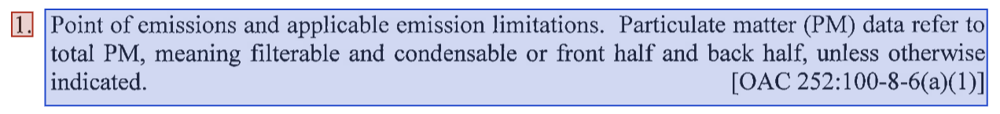 1. Point of emissions and applicable emission limitations. Particulate matter (PM) data refer to
total PM, meaning filterable and condensable or front half and back half, unless otherwise
indicated. [OAC 252:100-8-6(a)(1)]